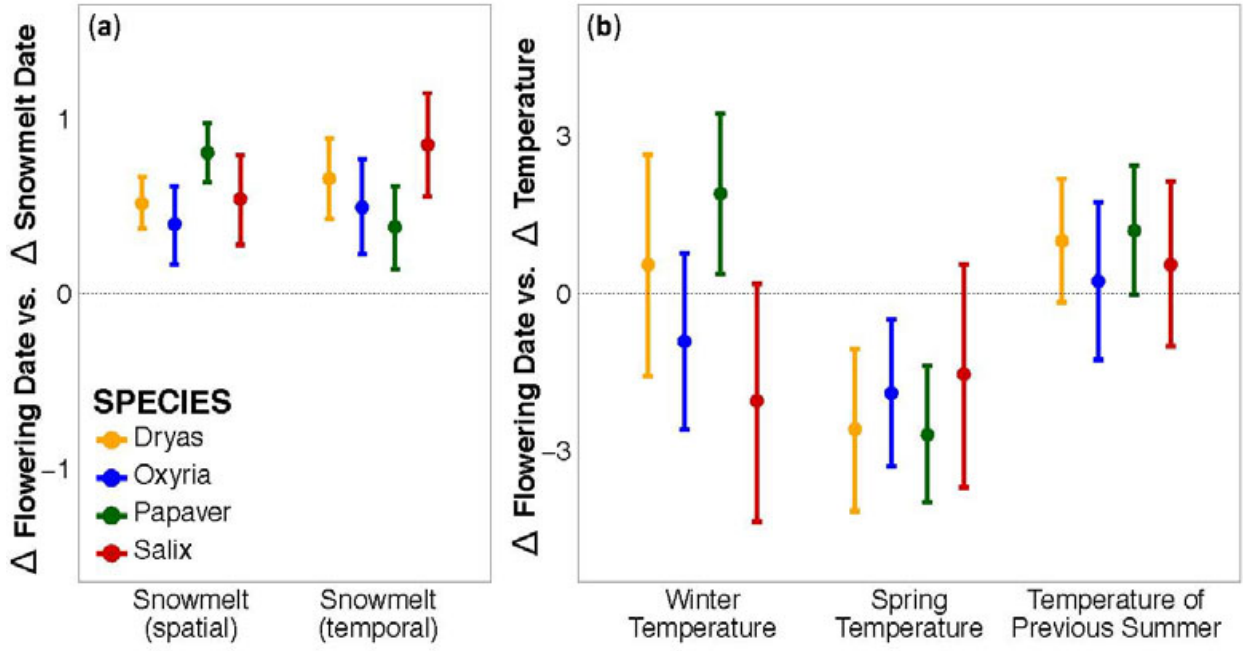 (a)
Δ Flowering Date vs. Δ Snowmelt Date
1
0
−1
SPECIES
Dryas
Oxyria
Papaver
Salix
Snowmelt
(spatial)
Snowmelt
(temporal)
(b)
Δ Flowering Date vs. Δ Temperature
3
0
−3
Winter
Temperature
Spring
Temperature
Temperature of
Previous Summer